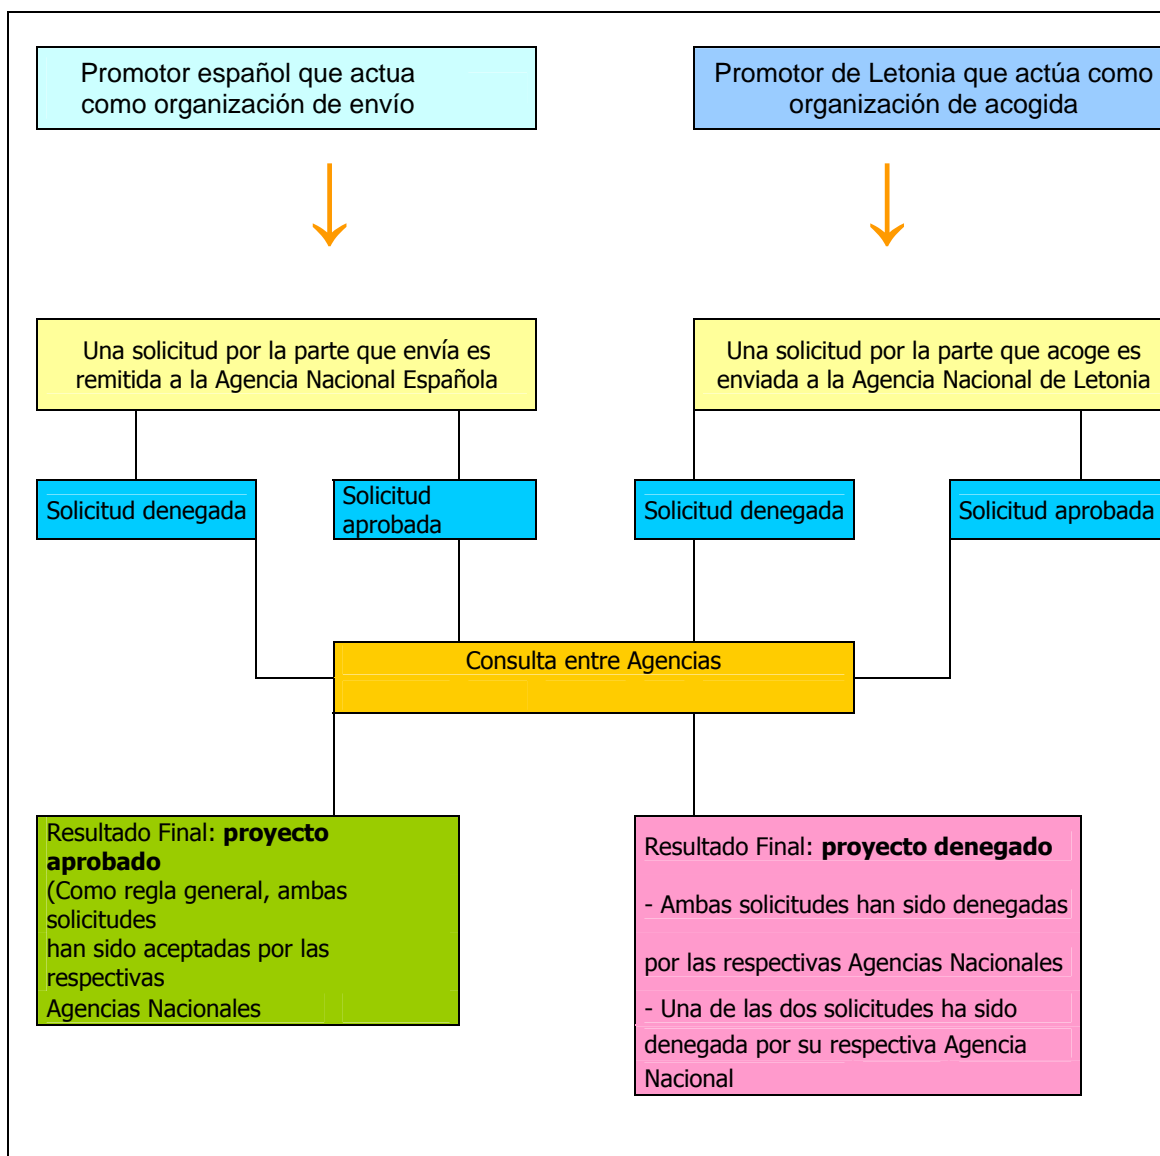 Promotor español que actua
como organización de envío
Promotor de Letonia que actúa como
organización de acogida
Una solicitud por la parte que envía es
remitida a la Agencia Nacional Española
Una solicitud por la parte que acoge es
enviada a la Agencia Nacional de Letonia
Solicitud denegada
Solicitud
aprobada
Solicitud denegada
Solicitud aprobada
Consulta entre Agencias
Resultado Final: proyecto
aprobado
(Como regla general, ambas
solicitudes
han sido aceptadas por las
respectivas
Agencias Nacionales
Resultado Final: proyecto denegado
- Ambas solicitudes han sido denegadas
por las respectivas Agencias Nacionales
- Una de las dos solicitudes ha sido
denegada por su respectiva Agencia
Nacional